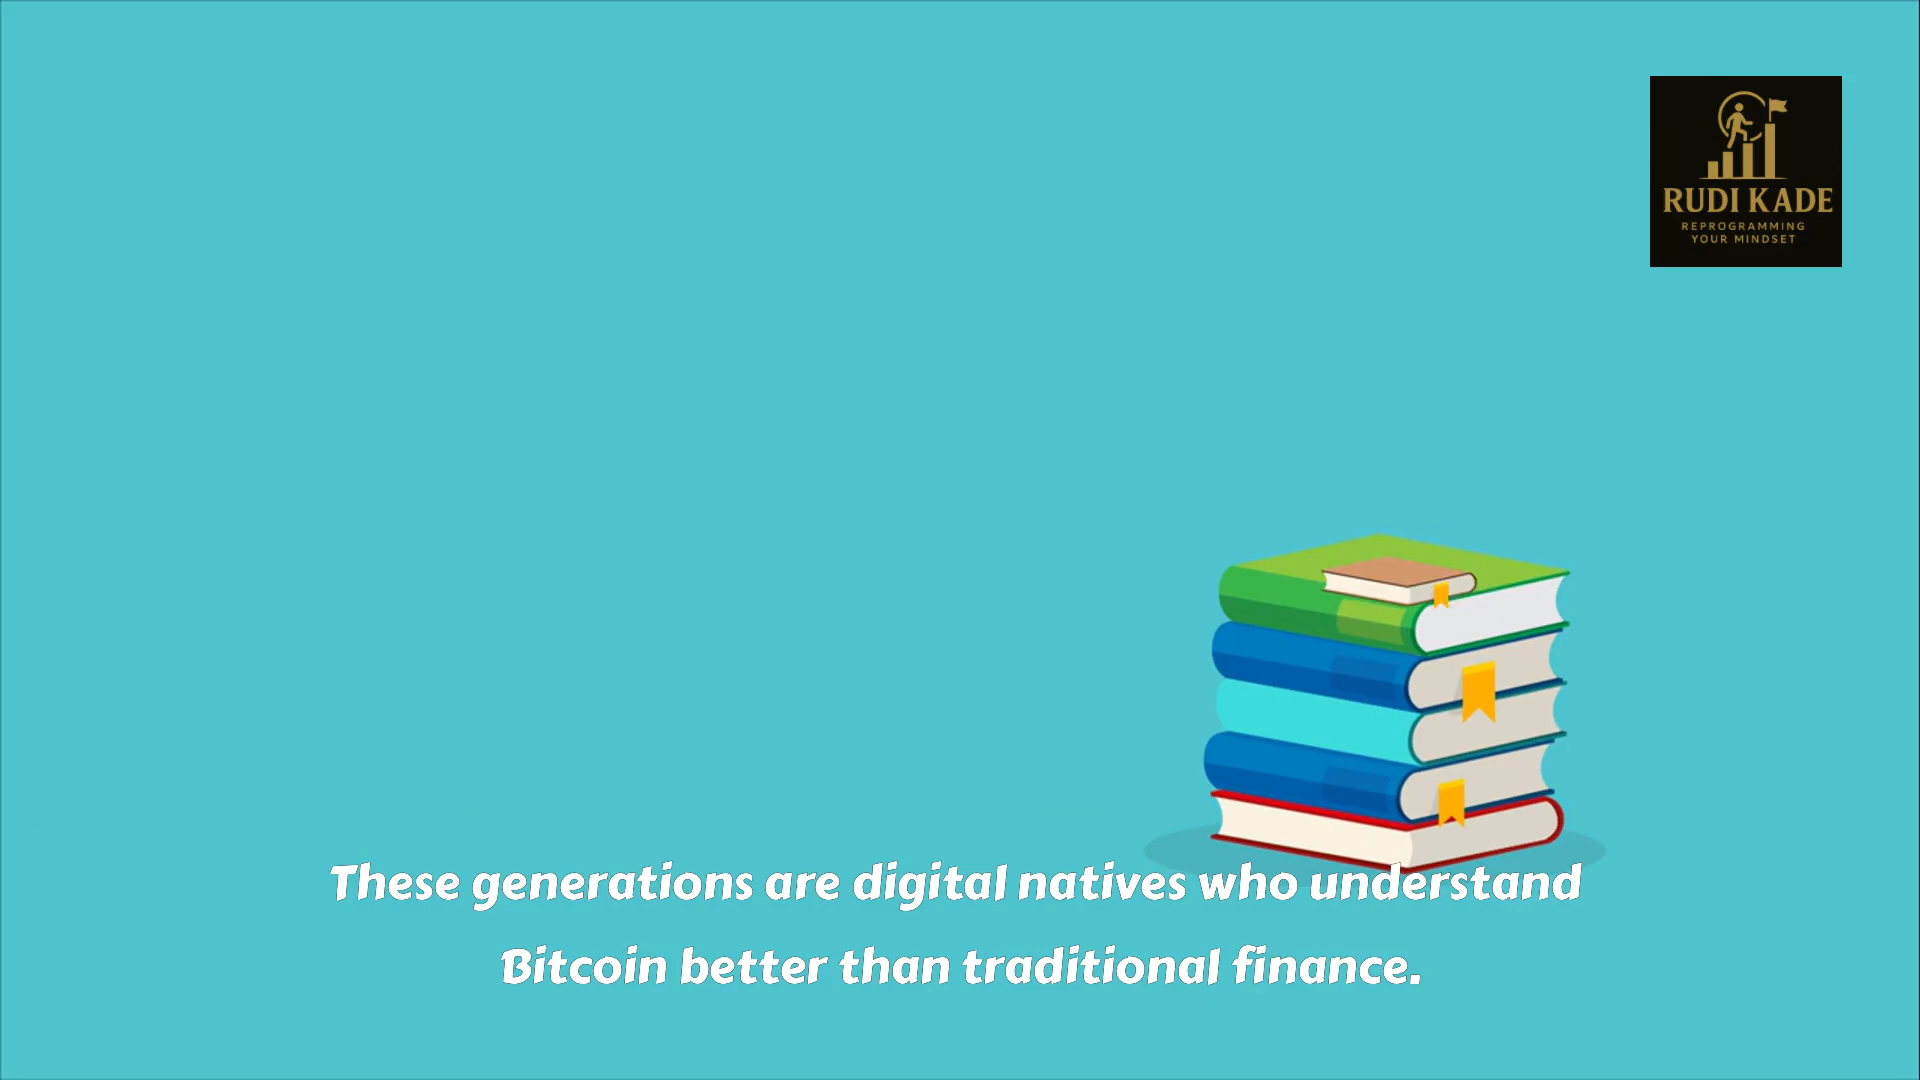 RUDI KADE
REPROGRAMMING
YOUR MINDSET
These generations are digital natives who understand
Bitcoin better than traditional finance.